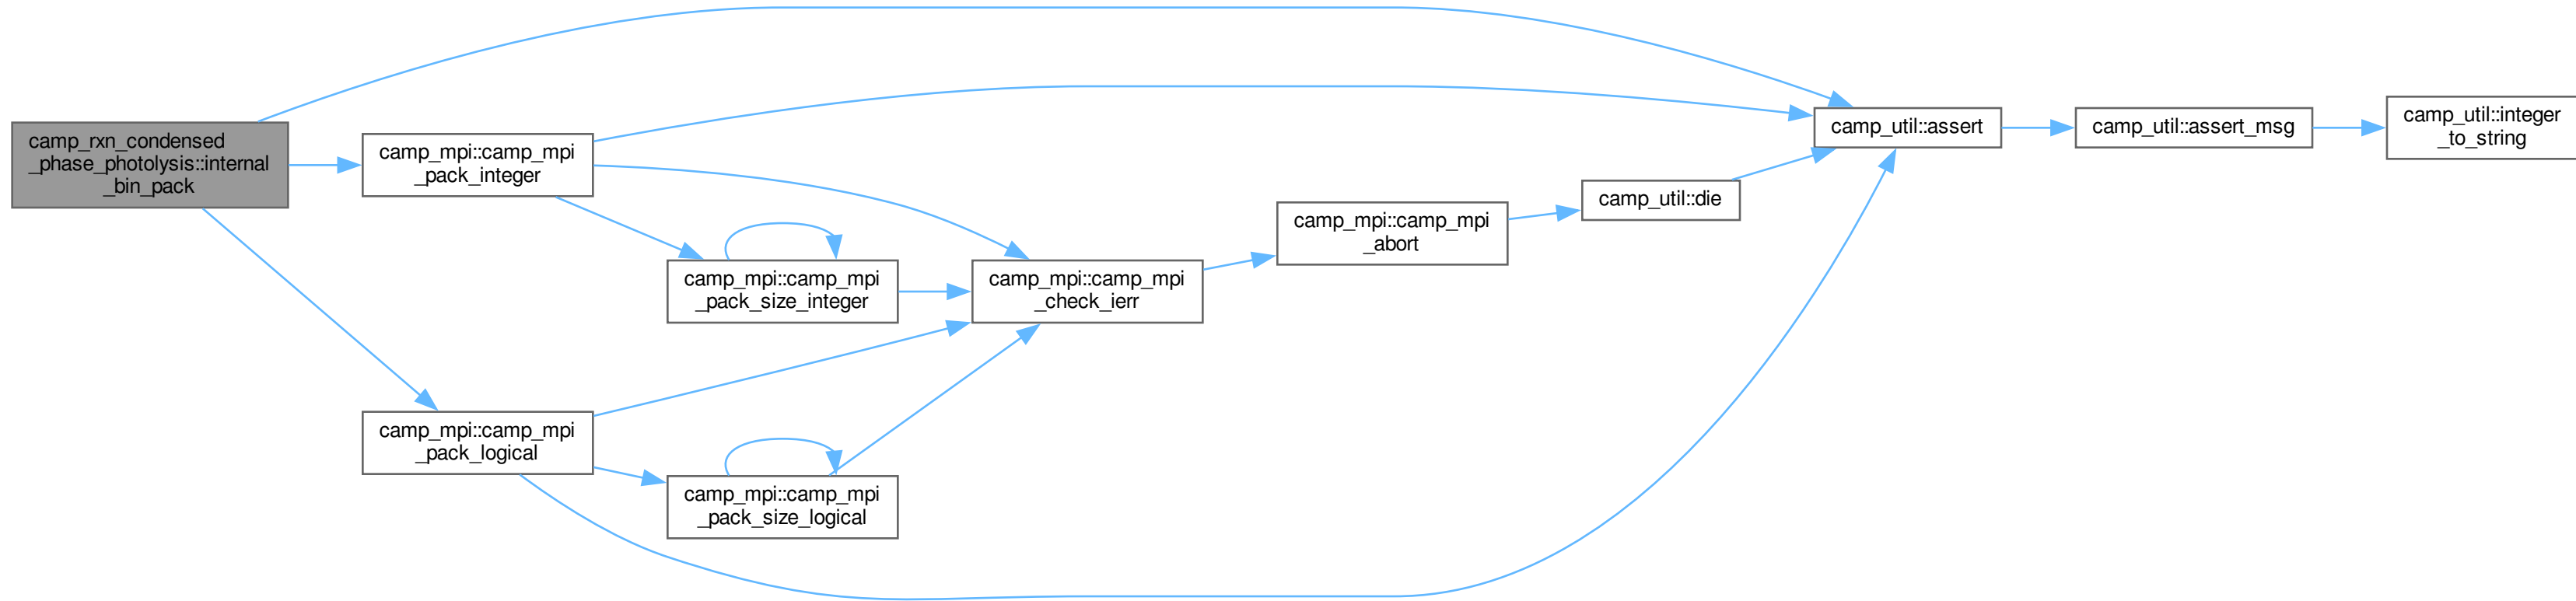 camp_rxn_condensed
_phase_photolysis::internal
_bin_pack
camp_mpi::camp_mpi
_pack_integer
camp_mpi::camp_mpi
_pack_size_integer
camp_mpi::camp_mpi
_check_ierr
camp_mpi::camp_mpi
_abort
camp_util::die
camp_util::assert
camp_util::assert_msg
camp_util::integer
_to_string
camp_mpi::camp_mpi
_pack_logical
camp_mpi::camp_mpi
_pack_size_logical